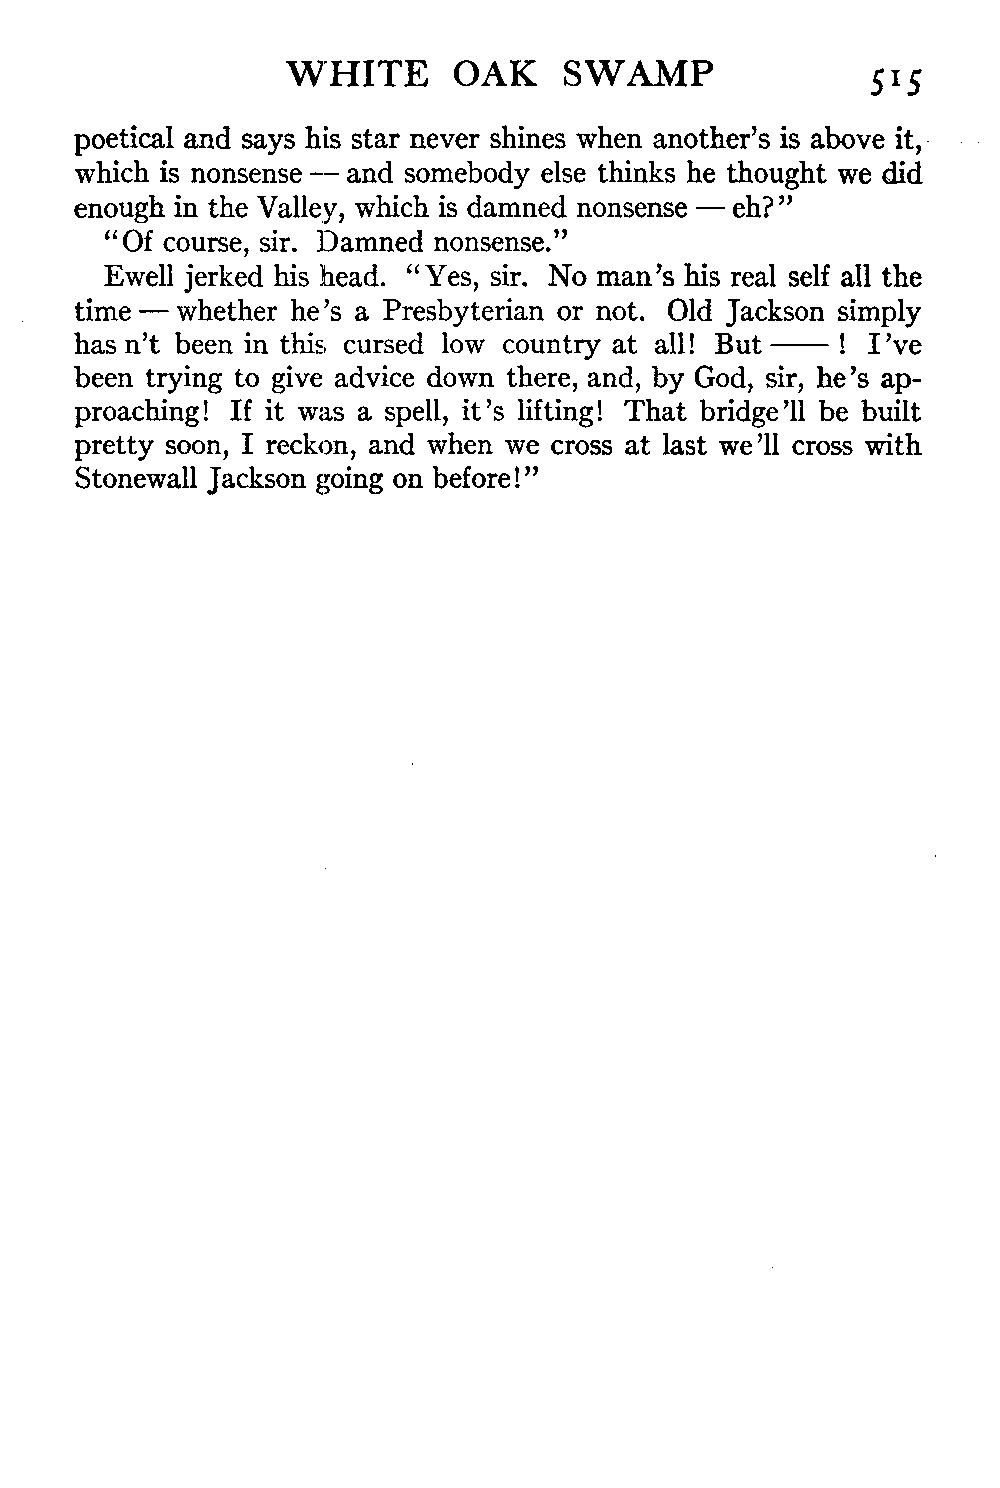 WHITE OAK SWAMP 515
poetical and says his star never shines when another's is above it,
which is nonsense — and somebody else thinks he thought we did
enough in the Valley, which is damned nonsense — eh?"
"Of course, sir. Damned nonsense."
Ewell jerked his head. "Yes, sir. No man's his real self all the
time — whether he's a Presbyterian or not. Old Jackson simply
has n't been in this cursed low country at all! But —— ! I've
been trying to give advice down there, and, by God, sir, he's ap-
proaching! If it was a spell, it's lifting! That bridge'll be built
pretty soon, I reckon, and when we cross at last we'll cross with
Stonewall Jackson going on before!"